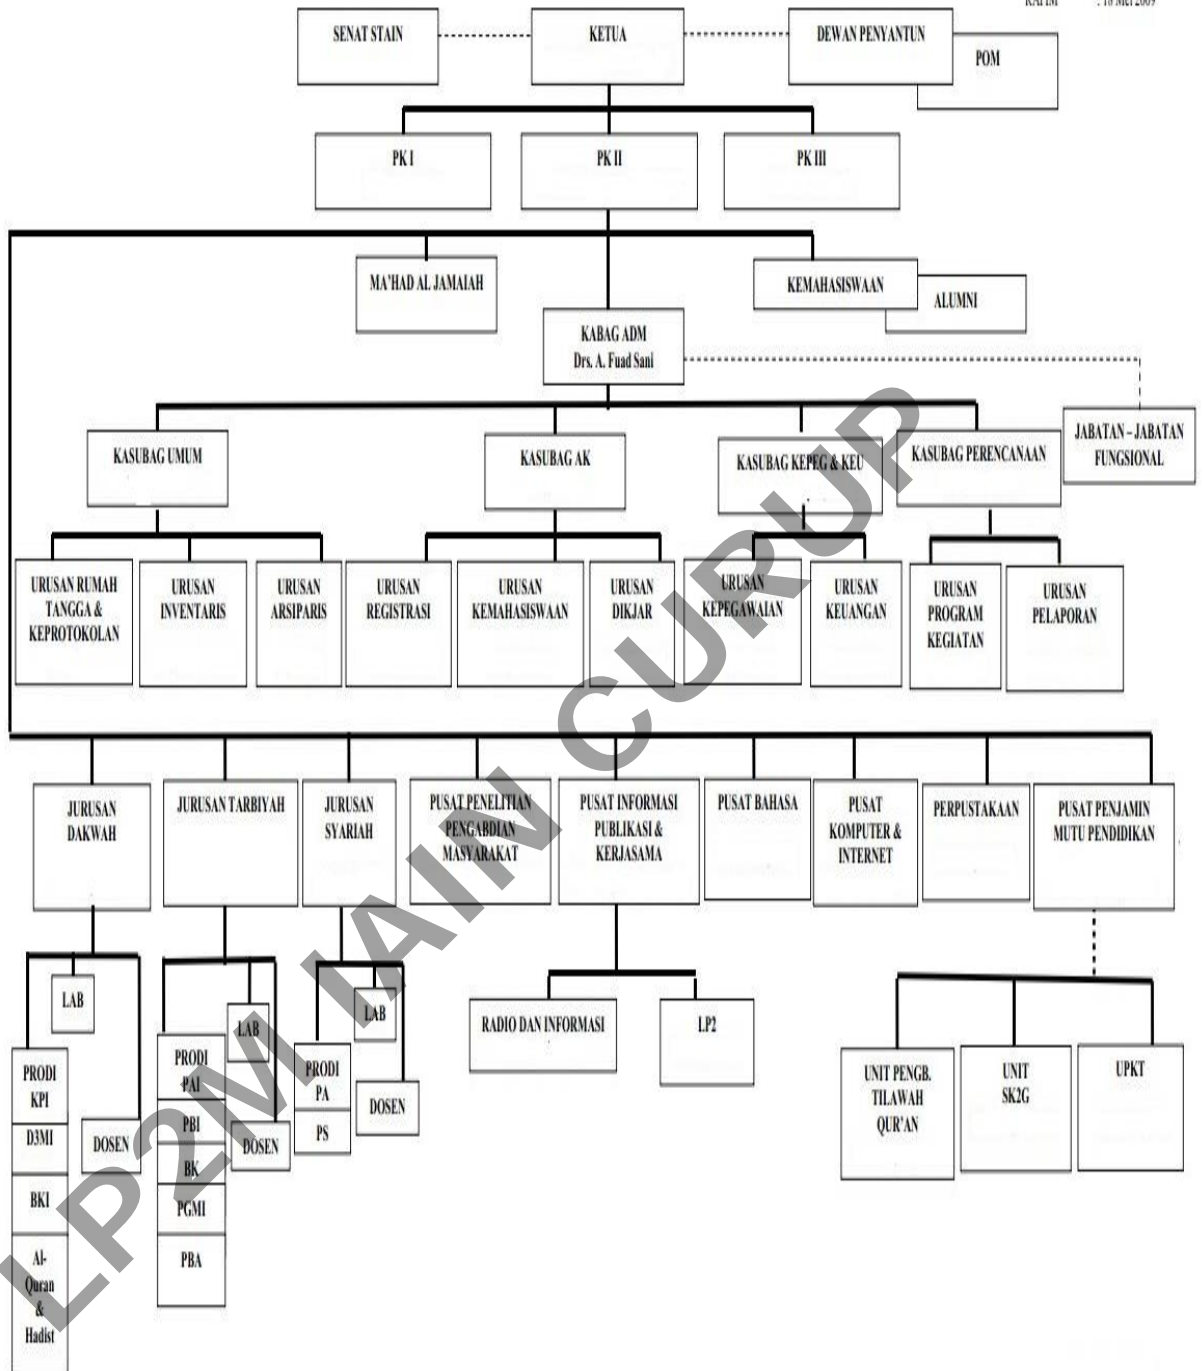 RAPIM : 18 Mei 2009
SENAT STAIN
KETUA
DEWAN PENYANTUN
POM
PK I
PK II
PK III
MA'HAD AL JAMAIAH
KEMAHASISWAAN
ALUMNI
KABAG ADM
Drs. A. Fuad Sani
KASUBAG UMUM
KASUBAG AK
KASUBAG KEPEG & KEU
KASUBAG PERENCANAAN
JABATAN – JABATAN
FUNGSIONAL
URUSAN RUMAH
TANGGA &
KEPROTOKOLAN
URUSAN
INVENTARIS
URUSAN
ARSIPARIS
URUSAN
REGISTRASI
URUSAN
KEMAHASISWAAN
URUSAN
DIKJAR
URUSAN
KEPEGAWAIAN
URUSAN
KEUANGAN
URUSAN
PROGRAM
KEGIATAN
URUSAN
PELAPORAN
JURUSAN
DAKWAH
JURUSAN TARBIYAH
JURUSAN
SYARIAH
PUSAT PENELITIAN
PENGABDIAN
MASYARAKAT
PUSAT INFORMASI
PUBLIKASI &
KERJASAMA
PUSAT BAHASA
PUSAT
KOMPUTER &
INTERNET
PERPUSTAKAAN
PUSAT PENJAMIN
MUTU PENDIDIKAN
LAB
PRODI
KPI
D3MI
BKI
Al-
Quran
&
Hadist
DOSEN
LAB
PRODI
PAI
PBI
BK
PGMI
PBA
DOSEN
LAB
PRODI
PA
PS
DOSEN
RADIO DAN INFORMASI
LP2
UNIT PENGB.
TILAWAH
QUR'AN
UNIT
SK2G
UPKT
LP2M IAIN CURUP